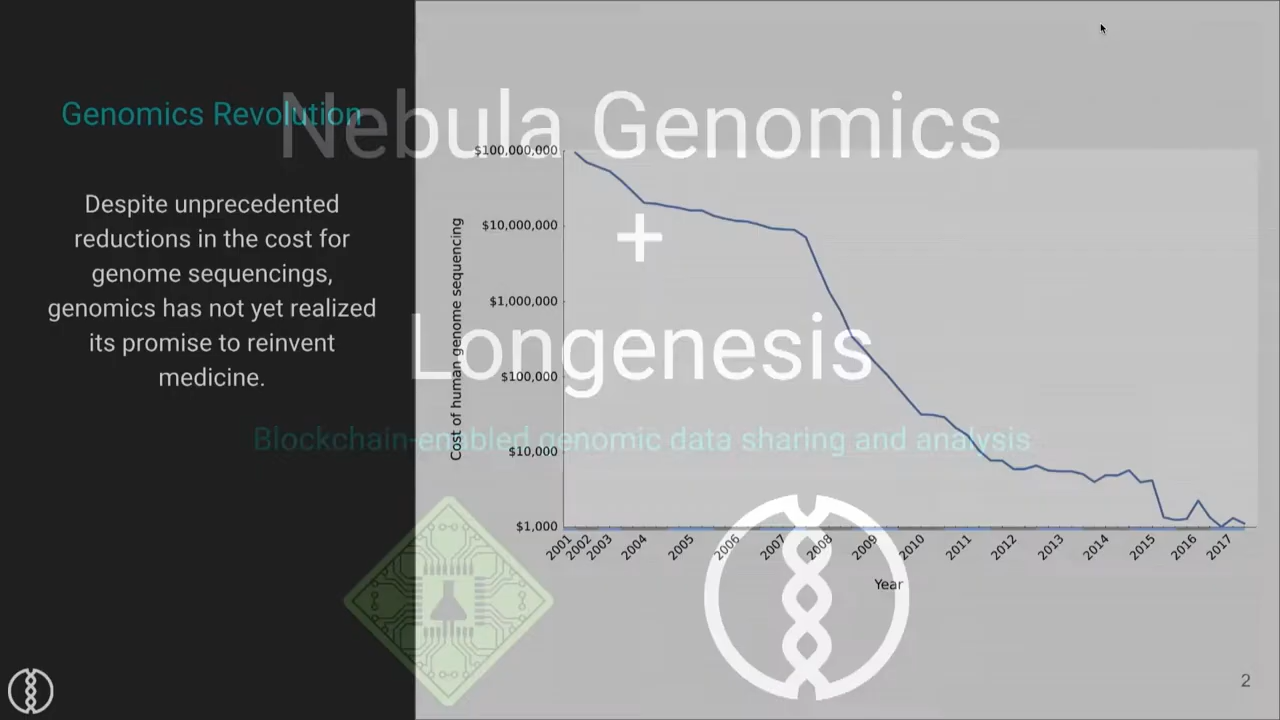 Genomics Revolution
Despite unprecedented
reductions in the cost for
genome sequencings,
genomics has not yet realized
its promise to reinvent
medicine.
Nebula Genomics
+
Longenesis
Blockchain-enabled genomic data sharing and analysis
Cost of human genome sequencing
$100,000,000
$10,000,000
$1,000,000
$100,000
$10,000
$1,000
2001 2002 2003 2004 2005 2006 2007 2008 2009 2010 2011 2012 2013 2014 2015 2016 2017
Year
2